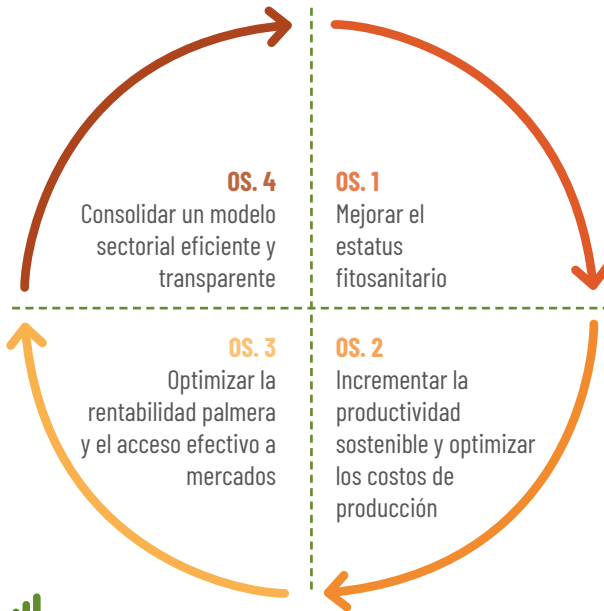 OS. 4
Consolidar un modelo
sectorial eficiente y
transparente
OS. 1
Mejorar el
estatus
fitosanitario
OS. 3
Optimizar la
rentabilidad palmera
y el acceso efectivo a
mercados
OS. 2
Incrementar la
productividad
sostenible y optimizar
los costos de
producción